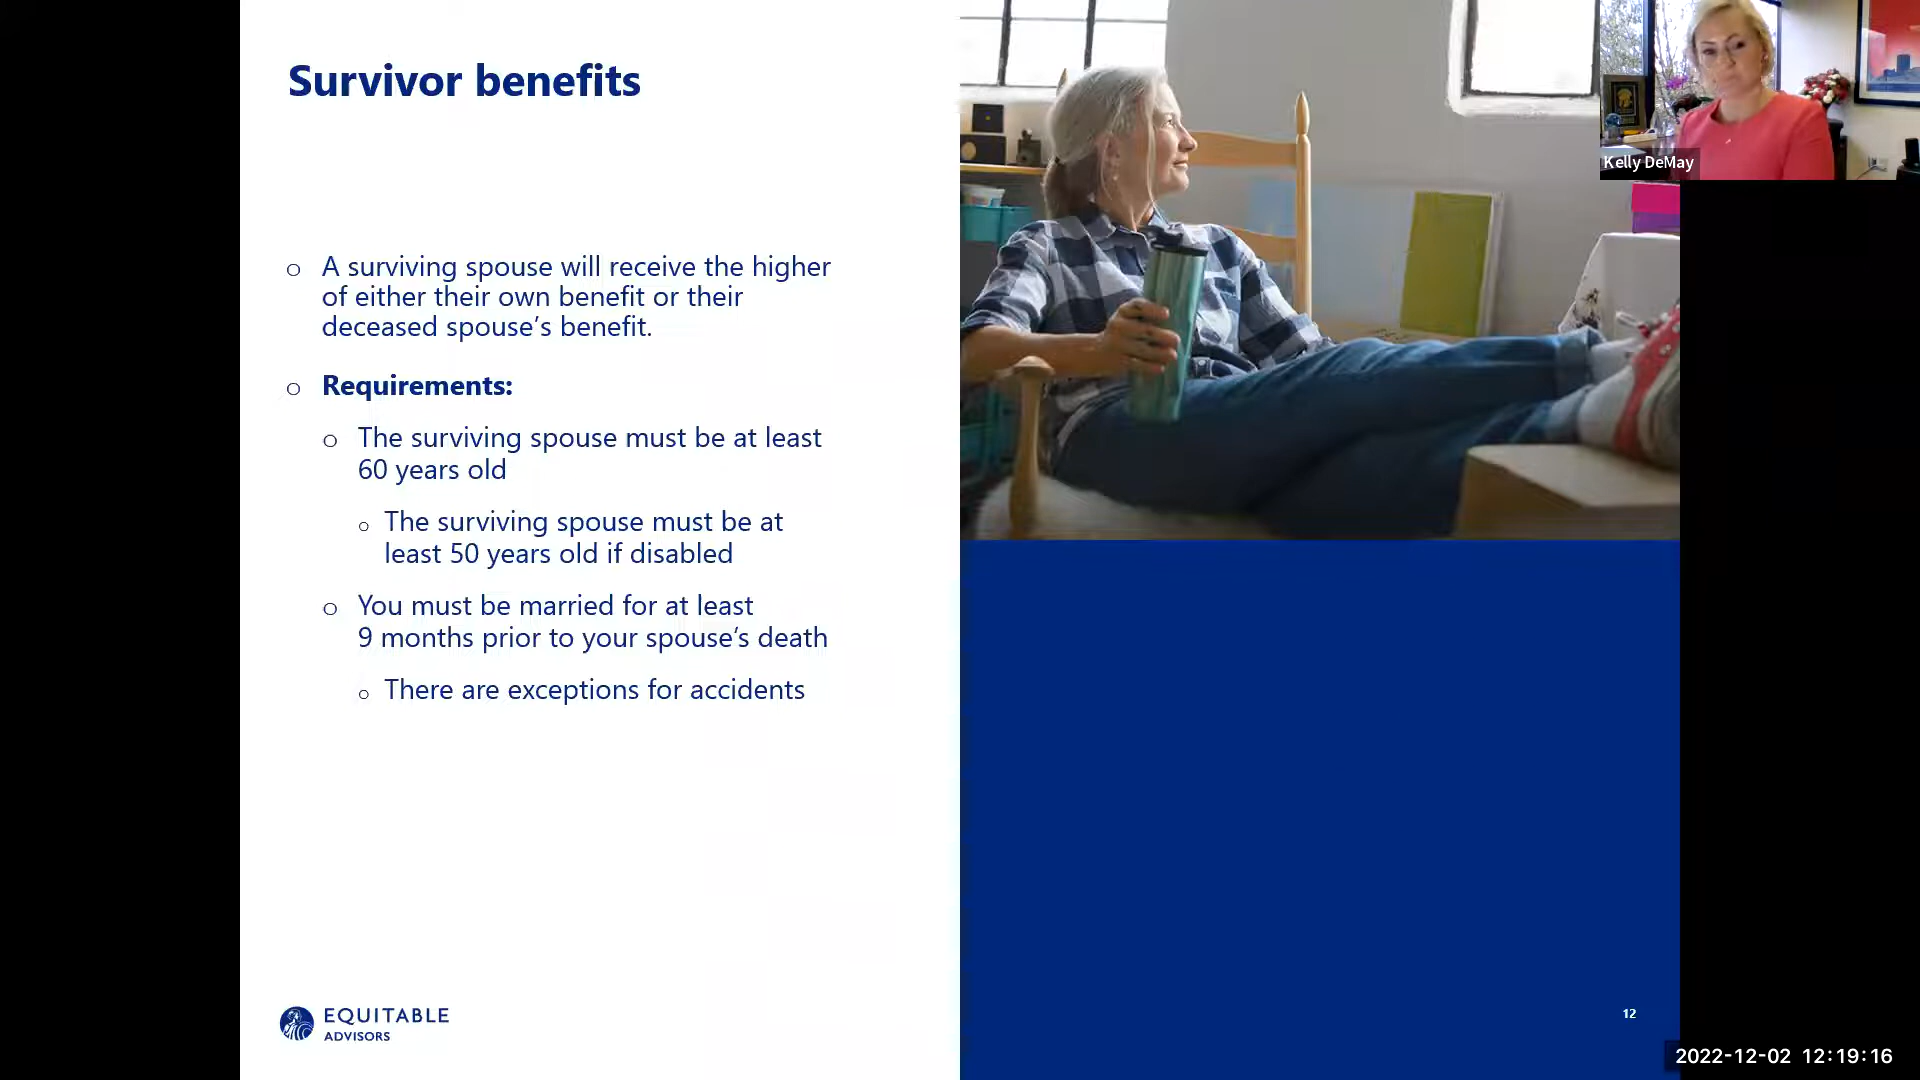 Survivor benefits
Kelly DeMay
o A surviving spouse will receive the higher
of either their own benefit or their
deceased spouse’s benefit.
o Requirements:
o The surviving spouse must be at least
60 years old
o The surviving spouse must be at
least 50 years old if disabled
o You must be married for at least
9 months prior to your spouse’s death
o There are exceptions for accidents
EQUITABLE
ADVISORS
12
2022-12-02 12:19:16